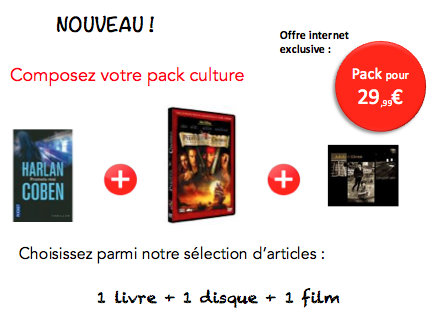 NOUVEAU !
Offre internet
exclusive :
Composez votre pack culture
Pack pour
29,99€
HARLAN
COBEN
Choisissez parmi notre sélection d'articles :
1 livre + 1 disque + 1 film